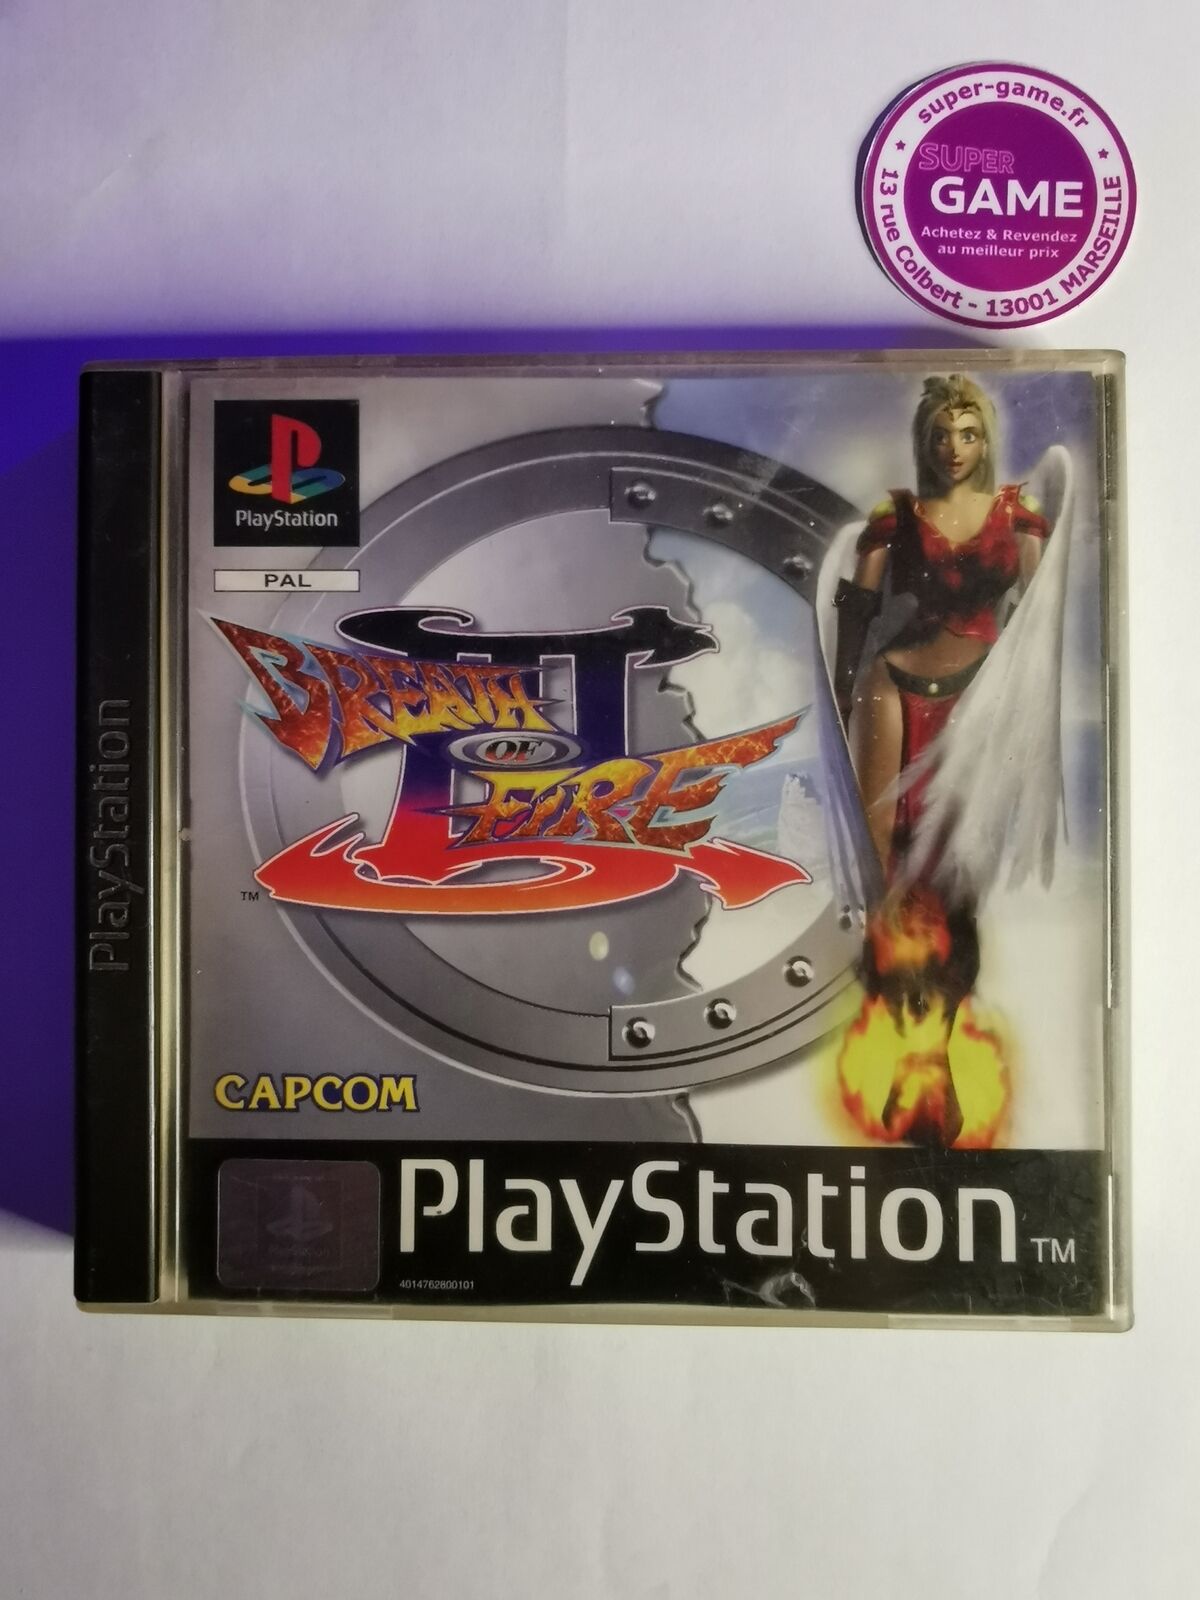 super-game.fr
SUPER
GAME
Achetez & Revendez
au meilleur prix
13 rue Colbert - 13001 MARSEILLE
PlayStation
PlayStation
PAL
III
BREATH
OF
FIRE
TM
CAPCOM
PlayStation
PlayStation TM
4014762800101